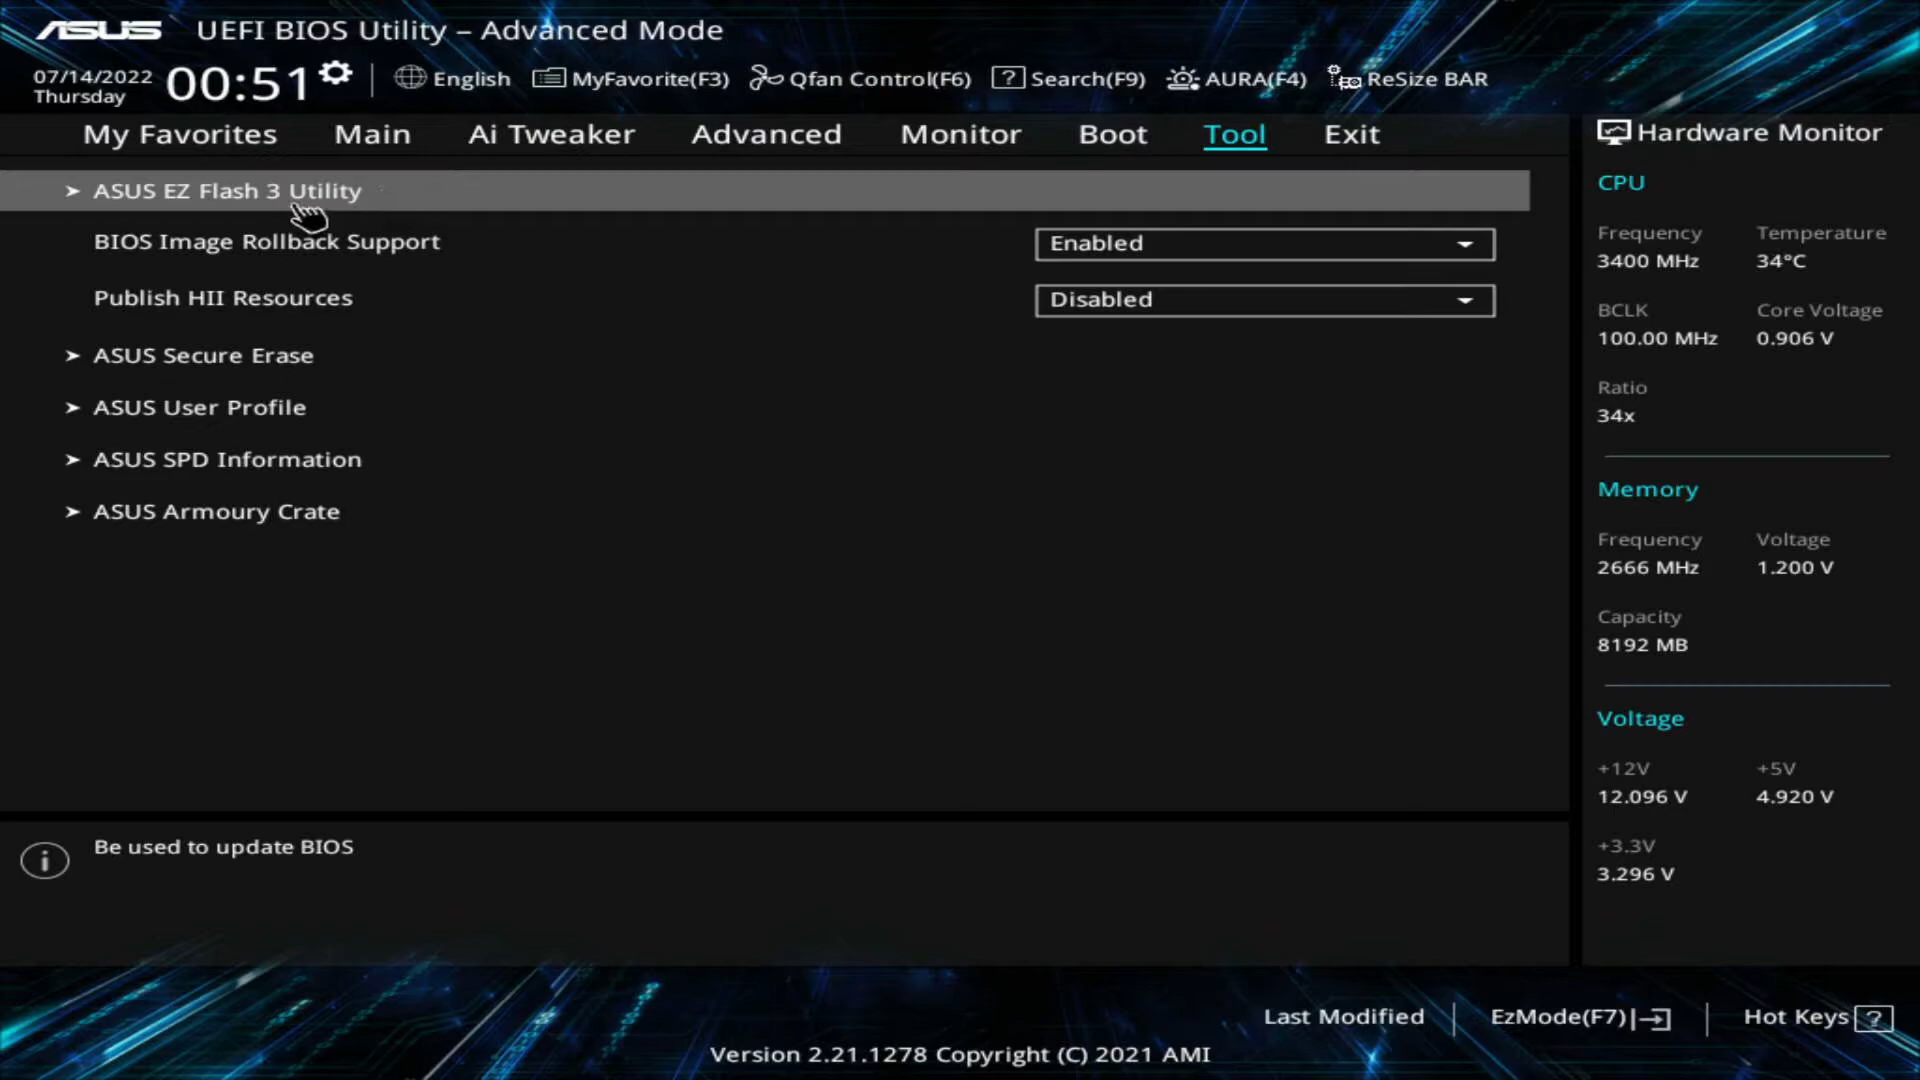 ASUS UEFI BIOS Utility – Advanced Mode
07/14/2022
Thursday
00:51
English MyFavorite(F3) Qfan Control(F6) ? Search(F9) AURA(F4) ReSize BAR
My Favorites Main Ai Tweaker Advanced Monitor Boot Tool Exit
ASUS EZ Flash 3 Utility
BIOS Image Rollback Support Enabled
Publish HII Resources Disabled
ASUS Secure Erase
ASUS User Profile
ASUS SPD Information
ASUS Armoury Crate
Be used to update BIOS
Hardware Monitor
CPU
Frequency Temperature
3400 MHz 34°C
BCLK Core Voltage
100.00 MHz 0.906 V
Ratio
34x
Memory
Frequency Voltage
2666 MHz 1.200 V
Capacity
8192 MB
Voltage
+12V +5V
12.096 V 4.920 V
+3.3V
3.296 V
Last Modified EzMode(F7) Hot Keys ?
Version 2.21.1278 Copyright (C) 2021 AMI